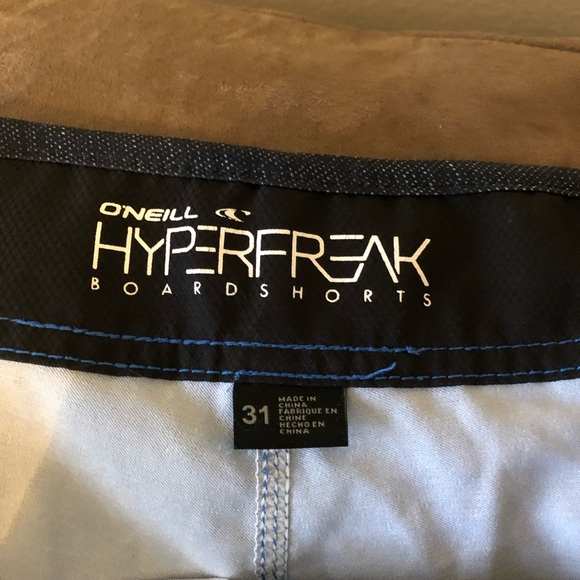 O'NEILL
HYPERFREAK
BOARDSHORTS
31
MADE IN
CHINA
FABRIQUE EN
CHINE
HECHO EN
CHINA